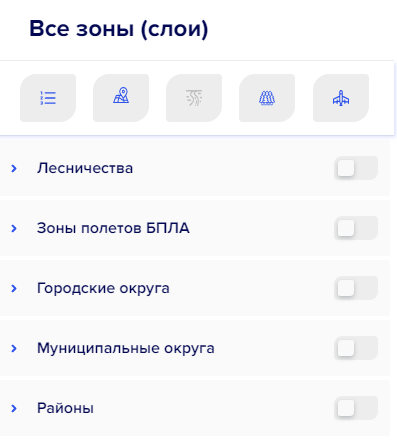 Все зоны (слои)
Лесничества
Зоны полетов БПЛА
Городские округа
Муниципальные округа
Районы